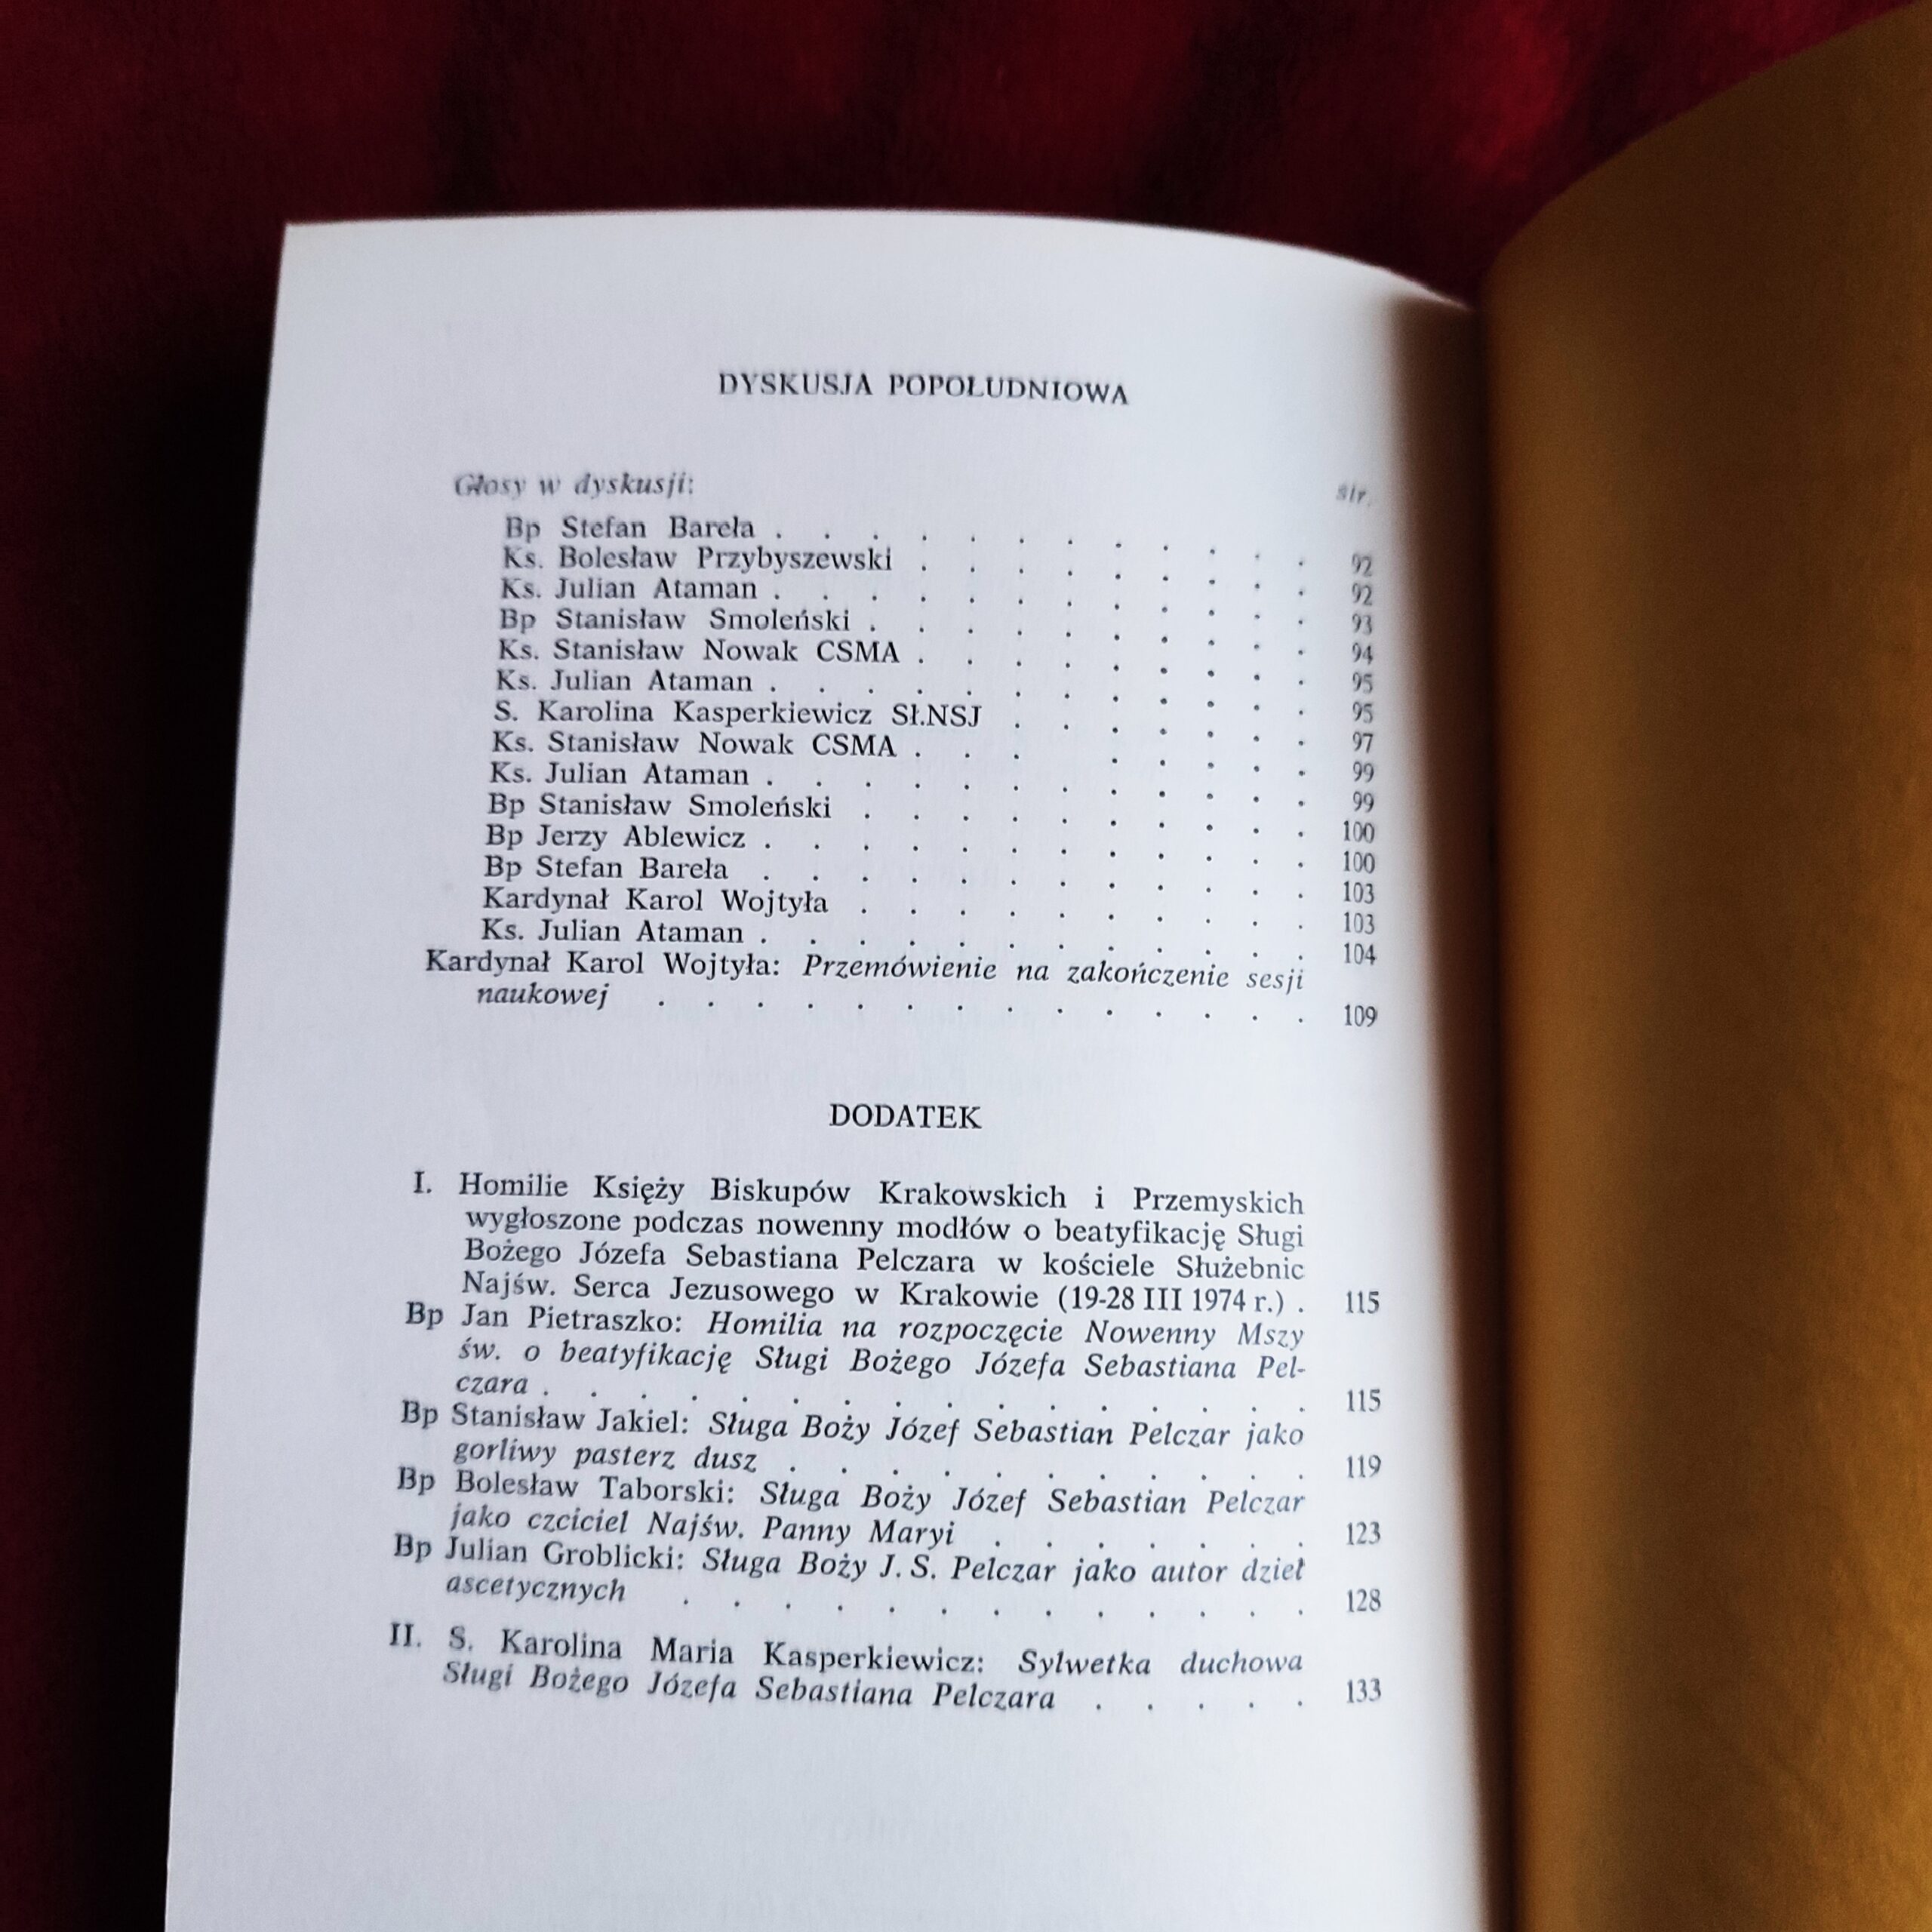 DYSKUSJA POPOŁUDNIOWA
Głosy w dyskusji: str.
Bp Stefan Bareła . . . . . . . . . . . . 92
Ks. Bolesław Przybyszewski . . . . . . . . . 92
Ks. Julian Ataman . . . . . . . . . . . . 93
Bp Stanisław Smoleński . . . . . . . . . . 94
Ks. Stanisław Nowak CSMA . . . . . . . . . 95
Ks. Julian Ataman . . . . . . . . . . . . 95
S. Karolina Kasperkiewicz Sł.NSJ . . . . . . . 97
Ks. Stanisław Nowak CSMA . . . . . . . . 99
Ks. Julian Ataman . . . . . . . . . . . . 99
Bp Stanisław Smoleński . . . . . . . . . . 100
Bp Jerzy Ablewicz . . . . . . . . . . . . 100
Bp Stefan Bareła . . . . . . . . . . . . 103
Kardynał Karol Wojtyła . . . . . . . . . . 103
Ks. Julian Ataman . . . . . . . . . . . . 104
Kardynał Karol Wojtyła: Przemówienie na zakończenie sesji
naukowej . . . . . . . . . . . . . . 109
DODATEK
I. Homilie Księży Biskupów Krakowskich i Przemyskich
wygłoszone podczas nowenny modłów o beatyfikację Sługi
Bożego Józefa Sebastiana Pelczara w kościele Służebnic
Najśw. Serca Jezusowego w Krakowie (19-28 III 1974 r.) . 115
Bp Jan Pietraszko: Homilia na rozpoczęcie Nowenny Mszy
św. o beatyfikację Sługi Bożego Józefa Sebastiana Pel-
czara . . . . . . . . . . . . . . . . 115
Bp Stanisław Jakiel: Sługa Boży Józef Sebastian Pelczar jako
gorliwy pasterz dusz . . . . . . . . . . . 119
Bp Bolesław Taborski: Sługa Boży Józef Sebastian Pelczar
jako czciciel Najśw. Panny Maryi . . . . . . . 123
Bp Julian Groblicki: Sługa Boży J. S. Pelczar jako autor dzieł
ascetycznych . . . . . . . . . . . . . 128
II. S. Karolina Maria Kasperkiewicz: Sylwetka duchowa
Sługi Bożego Józefa Sebastiana Pelczara . . . . . 133